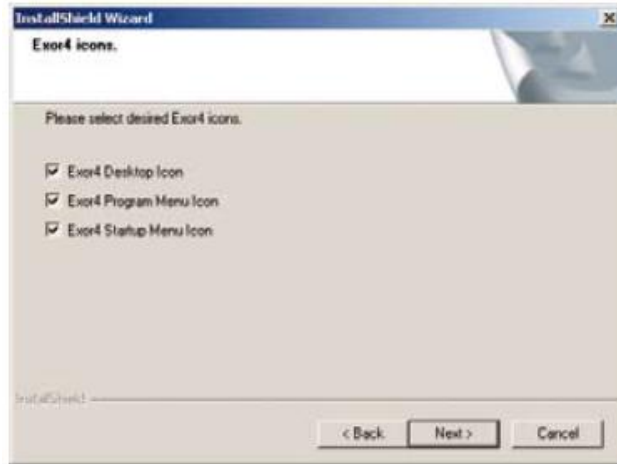 InstallShield Wizard
Exor4 icons.
Please select desired Exor4 icons.
Exor4 Desktop Icon
Exor4 Program Menu Icon
Exor4 Startup Menu Icon
InstallShield
< Back
Next >
Cancel